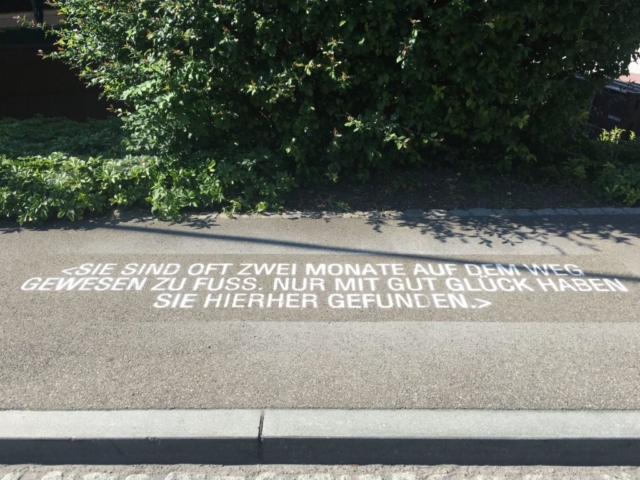 <SIE SIND OFT ZWEI MONATE AUF DEM WEG
GEWESEN ZU FUSS. NUR MIT GUT GLÜCK HABEN
SIE HIERHER GEFUNDEN.>